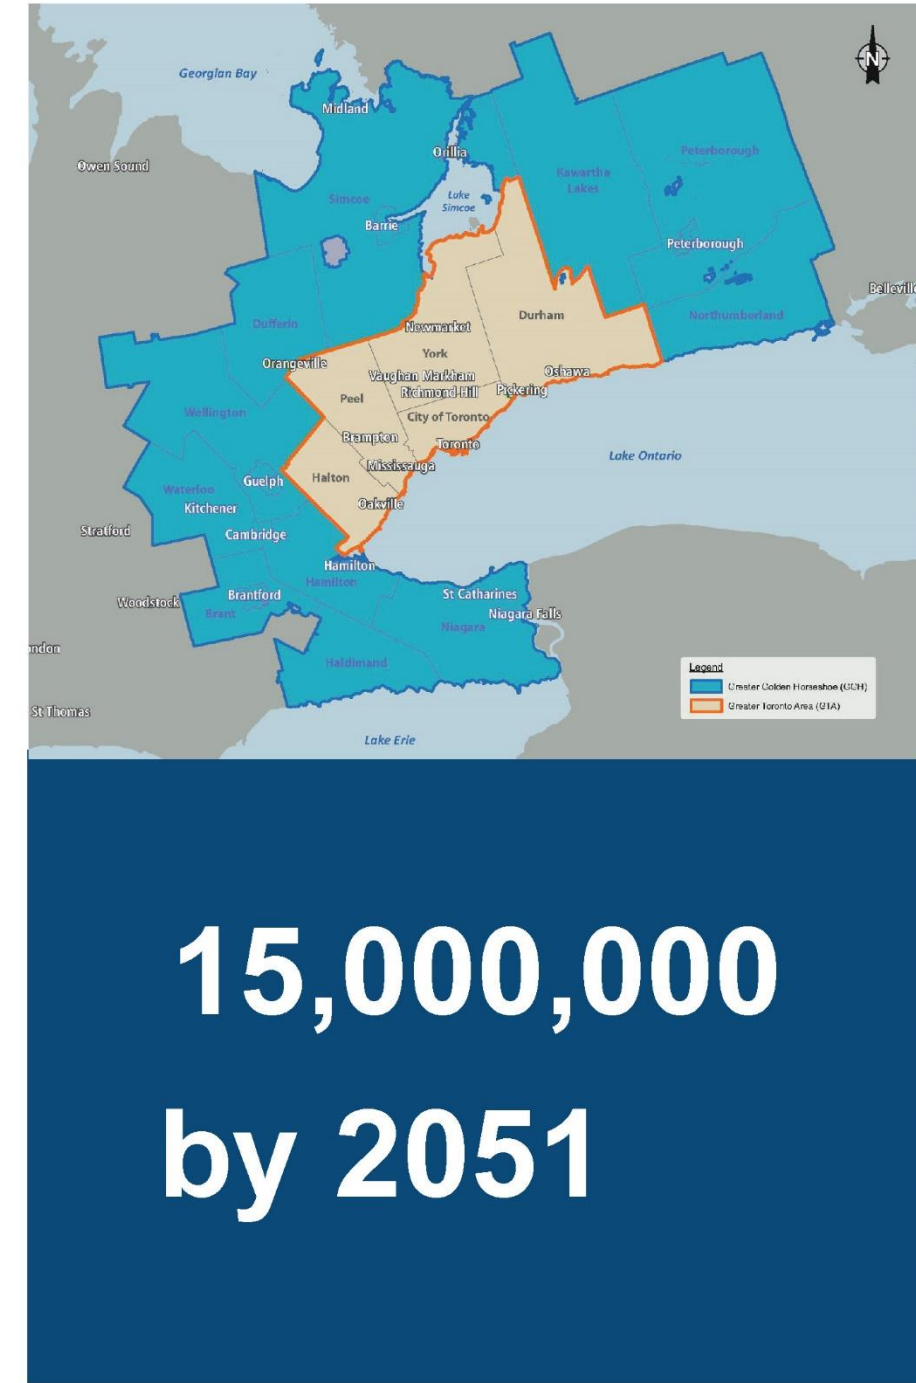 Georgian Bay
N
Midland
Orillia
Owen Sound
Peterborough
Kawartha
Lakes
Lake
Simcoe
Simcoe
Barrie
Peterborough
Belleville
Durham
Northumberland
Dufferin
Newmarket
York
Orangeville
Oshawa
Vaughan Markham
Richmond Hill
Pickering
Peel
Wellington
City of Toronto
Brampton
Toronto
Lake Ontario
Mississauga
Halton
Guelph
Waterloo
Kitchener
Oakville
Stratford
Cambridge
Hamilton
Hamilton
Brantford
St Catharines
Woodstock
Brant
Niagara Falls
Niagara
ndon
Haldimand
Legend
Greater Golden Horseshoe (GGH)
Greater Toronto Area (GTA)
St Thomas
Lake Erie
15,000,000
by 2051